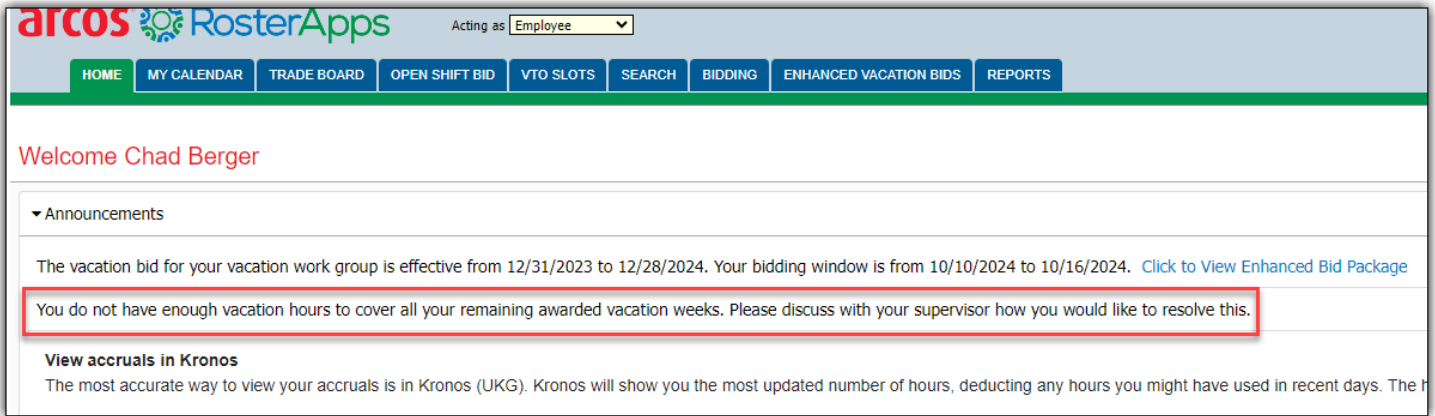 arcos RosterApps Acting as Employee
HOME MY CALENDAR TRADE BOARD OPEN SHIFT BID VTO SLOTS SEARCH BIDDING ENHANCED VACATION BIDS REPORTS
Welcome Chad Berger
Announcements
The vacation bid for your vacation work group is effective from 12/31/2023 to 12/28/2024. Your bidding window is from 10/10/2024 to 10/16/2024. Click to View Enhanced Bid Package
You do not have enough vacation hours to cover all your remaining awarded vacation weeks. Please discuss with your supervisor how you would like to resolve this.
View accruals in Kronos
The most accurate way to view your accruals is in Kronos (UKG). Kronos will show you the most updated number of hours, deducting any hours you might have used in recent days. The